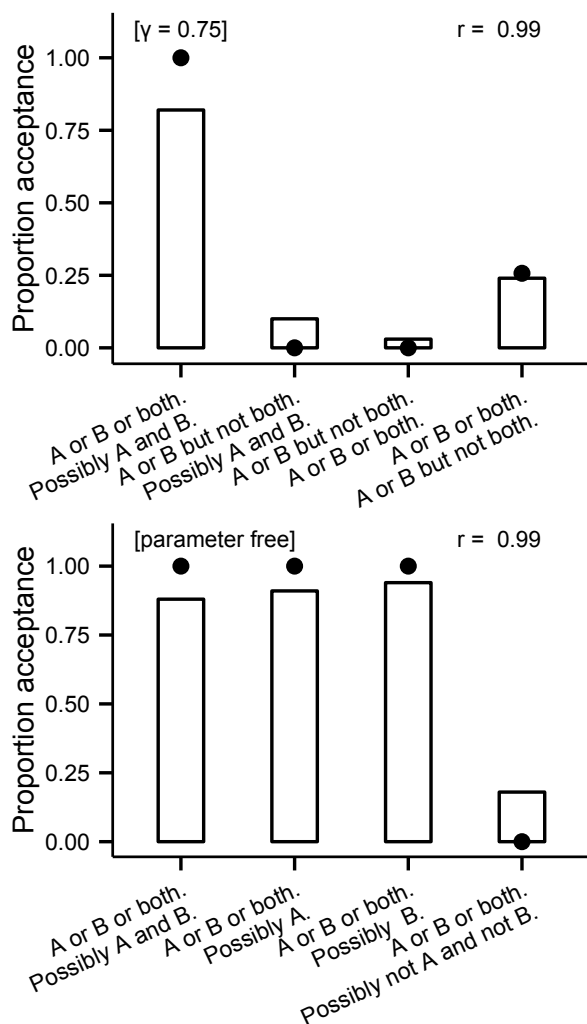 [γ = 0.75]
r = 0.99
Proportion acceptance
1.00
0.75
0.50
0.25
0.00
A or B or both.
Possibly A and B.
A or B but not both.
Possibly A and B.
A or B but not both.
A or B or both.
A or B or both.
A or B but not both.
[parameter free]
r = 0.99
Proportion acceptance
1.00
0.75
0.50
0.25
0.00
A or B or both.
Possibly A and B.
A or B or both.
Possibly A.
A or B or both.
Possibly B.
A or B or both.
Possibly not A and not B.